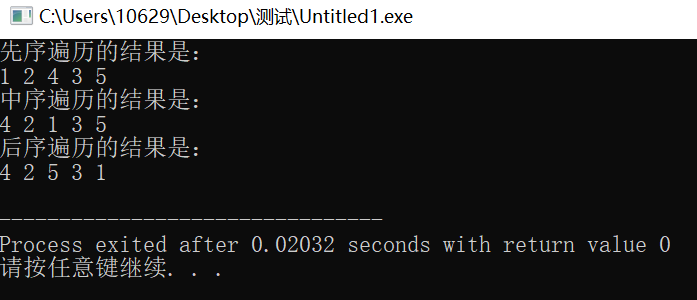 C:\Users\10629\Desktop\测试\Untitled1.exe
先序遍历的结果是:
1 2 4 3 5
中序遍历的结果是:
4 2 1 3 5
后序遍历的结果是:
4 2 5 3 1
--------------------------------
Process exited after 0.02032 seconds with return value 0
请按任意键继续. . .